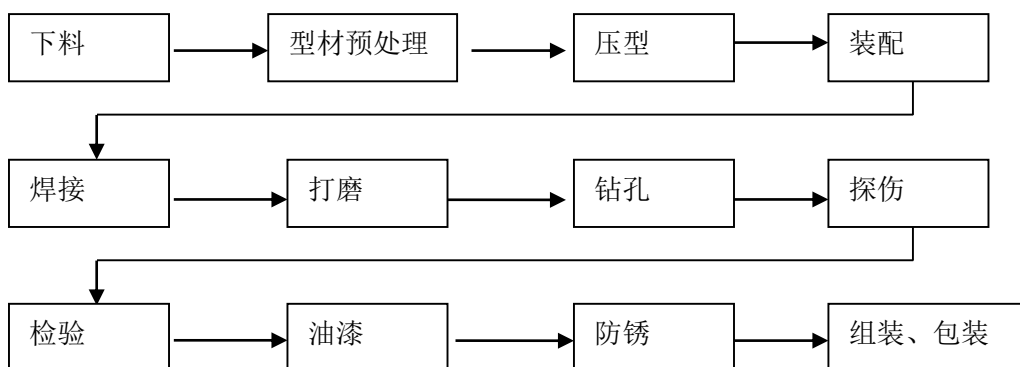 下料
型材预处理
压型
装配
焊接
打磨
钻孔
探伤
检验
油漆
防锈
组装、包装